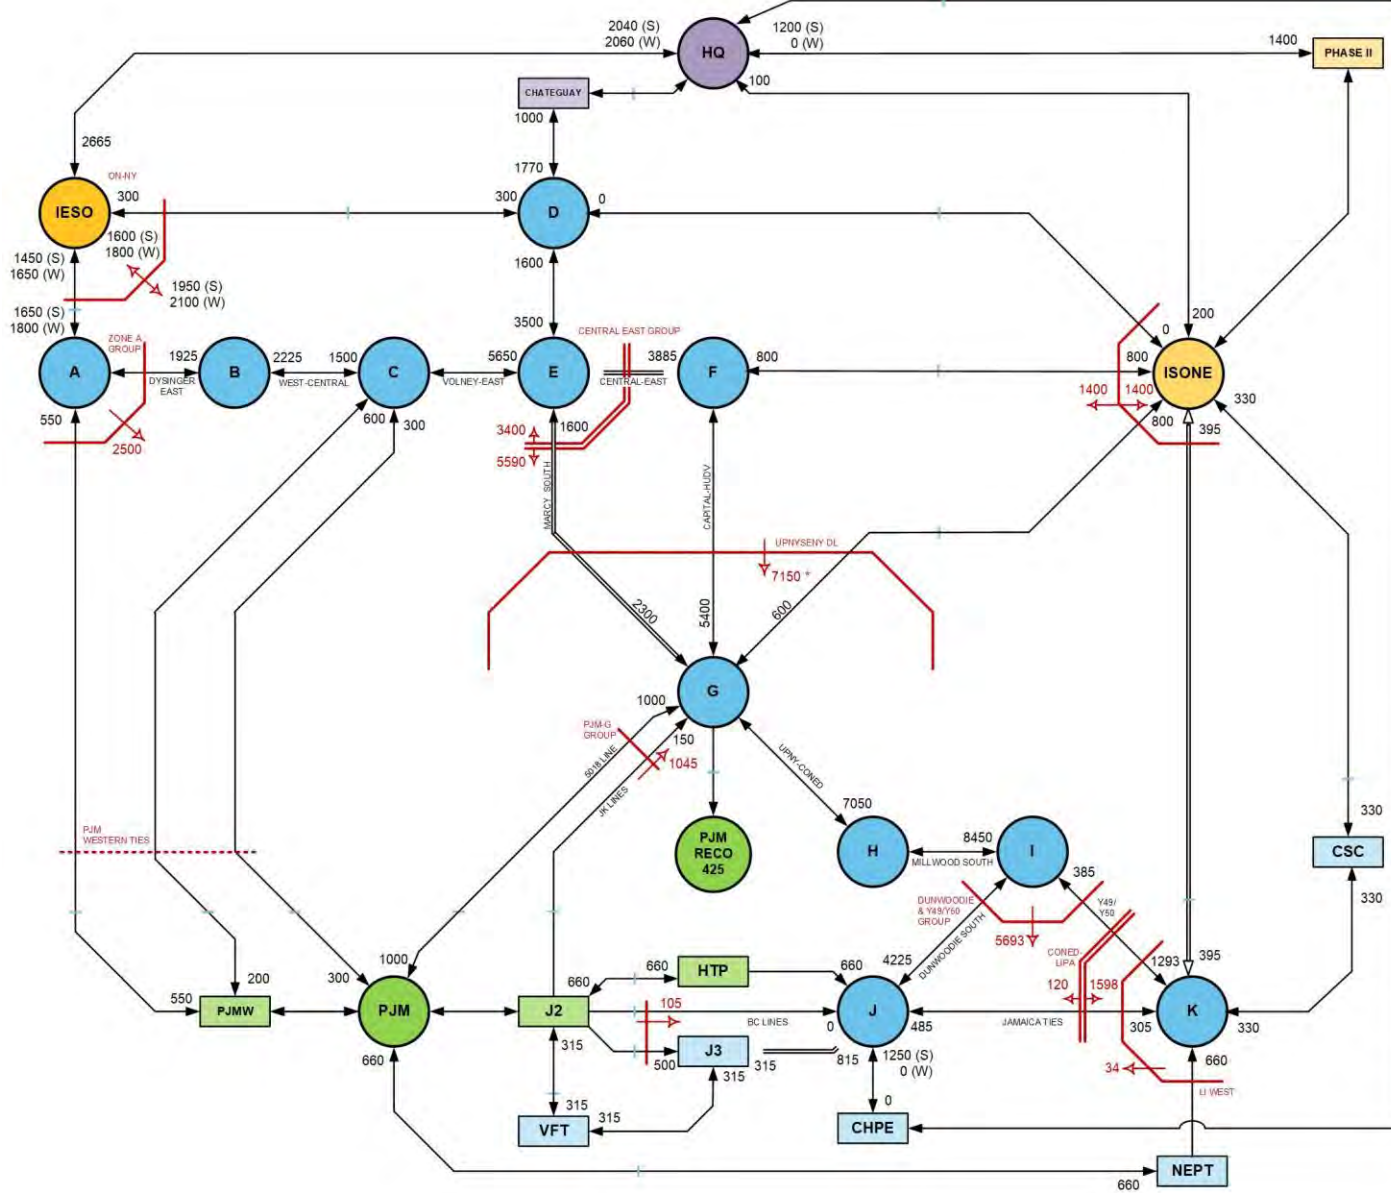 2040 (S)
2060 (W)
HQ
1200 (S)
0 (W)
1400
PHASE II
100
CHATEGUAY
1000
2665
ON-NY
1770
IESO
300
300
D
0
1600 (S)
1800 (W)
1450 (S)
1650 (W)
1600
1950 (S)
2100 (W)
1650 (S)
1800 (W)
200
0
3500
ZONE A
GROUP
CENTRAL EAST GROUP
1925
2225
1500
5650
3885
800
800
A
B
C
E
F
ISONE
DYSINGER
EAST
WEST-CENTRAL
VOLNEY-EAST
CENTRAL-EAST
1400
1400
330
550
600
300
1600
800
395
2500
3400
5590
MARCY SOUTH
CAPITAL-HUDV
UPNYSENY DL
7150 *
2300
5400
600
G
1000
PJM-G
GROUP
150
1045
5018 LINE
JK LINES
UPNY-CONED
7050
PJM
WESTERN TIES
PJM
RECO
425
H
8450
MILLWOOD SOUTH
I
330
CSC
385
330
DUNWOODIE
& Y49/Y60
GROUP
Y49/
Y50
5693
DUNWOODIE SOUTH
CONED-
LIPA
1000
4225
1293
395
200
300
660
660
HTP
660
120
1598
550
PJMW
PJM
J2
105
BC LINES
J
0
485
JAMAICA TIES
305
K
330
315
J3
500
315
315
815
1250 (S)
0 (W)
660
660
34
LI WEST
315
315
VFT
0
CHPE
NEPT
660